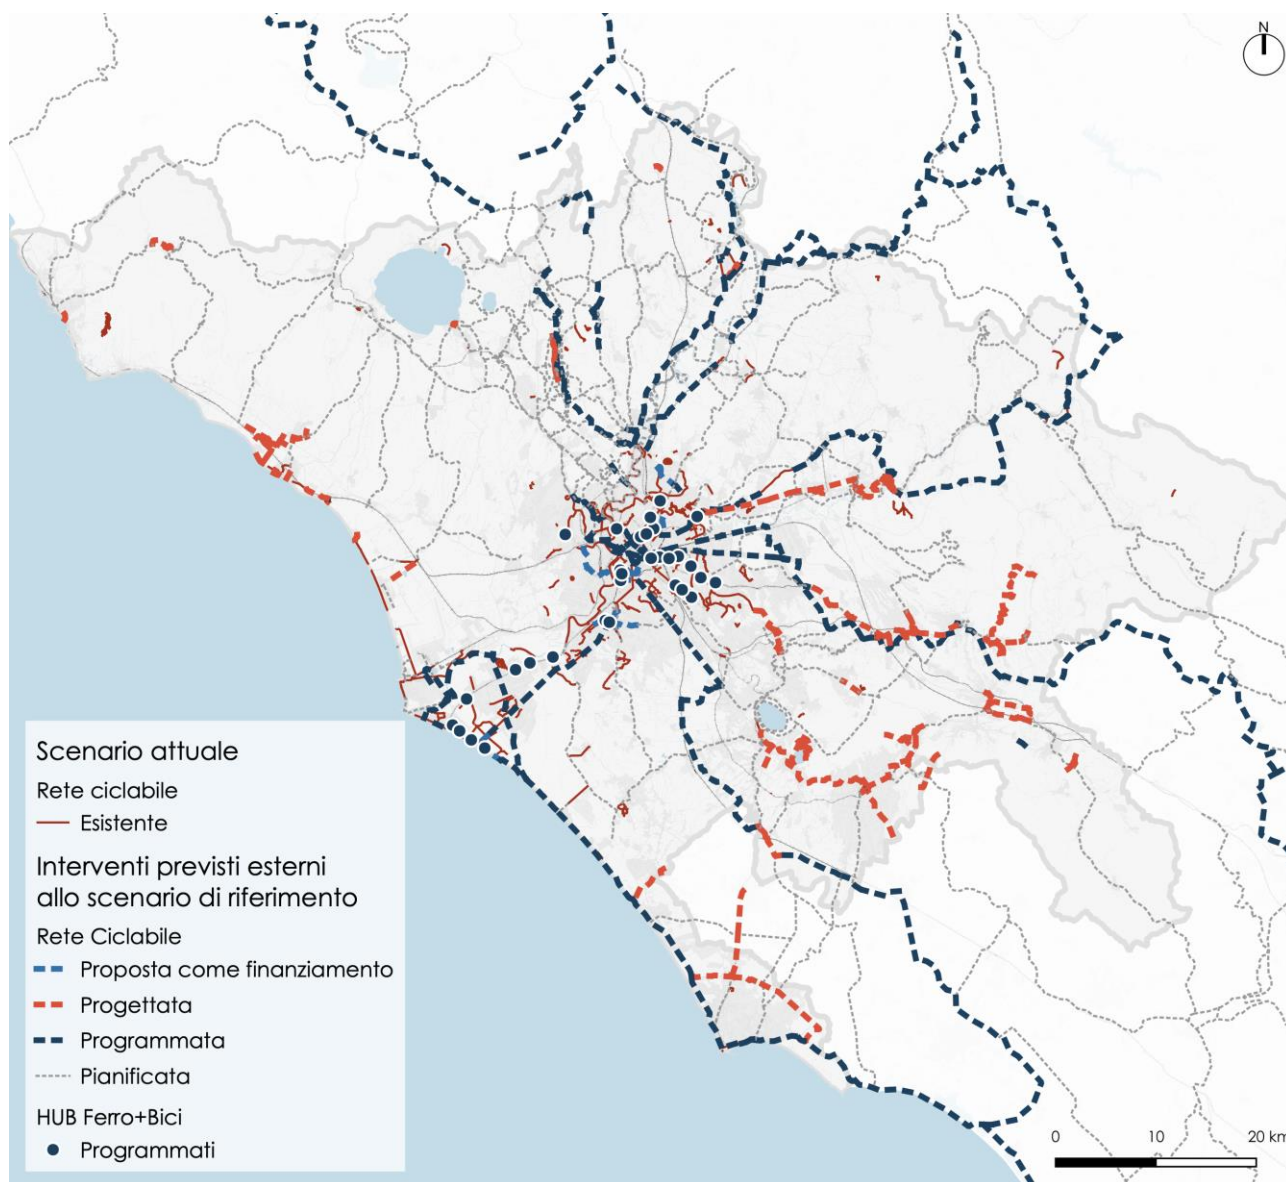 N
Scenario attuale
Rete ciclabile
Esistente
Interventi previsti esterni
allo scenario di riferimento
Rete Ciclabile
Proposta come finanziamento
Progettata
Programmata
Pianificata
HUB Ferro+Bici
Programmati
0 10 20 km